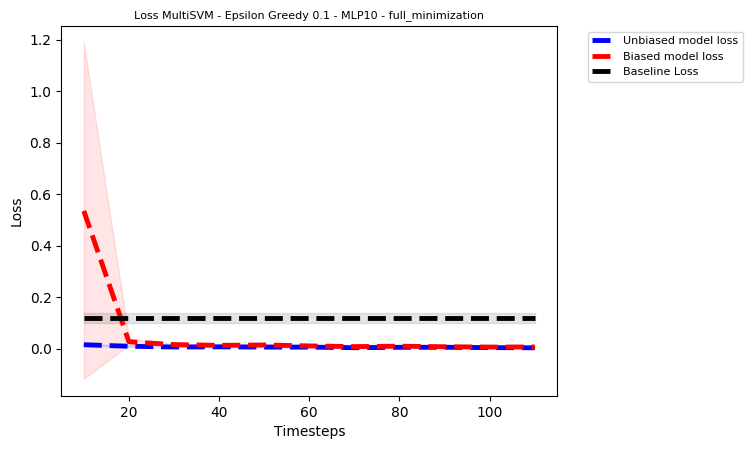 Loss MultiSVM - Epsilon Greedy 0.1 - MLP10 - full_minimization
Unbiased model loss
Biased model loss
Baseline Loss
1.2
1.0
0.8
0.6
0.4
0.2
0.0
Loss
20
40
60
80
100
Timesteps